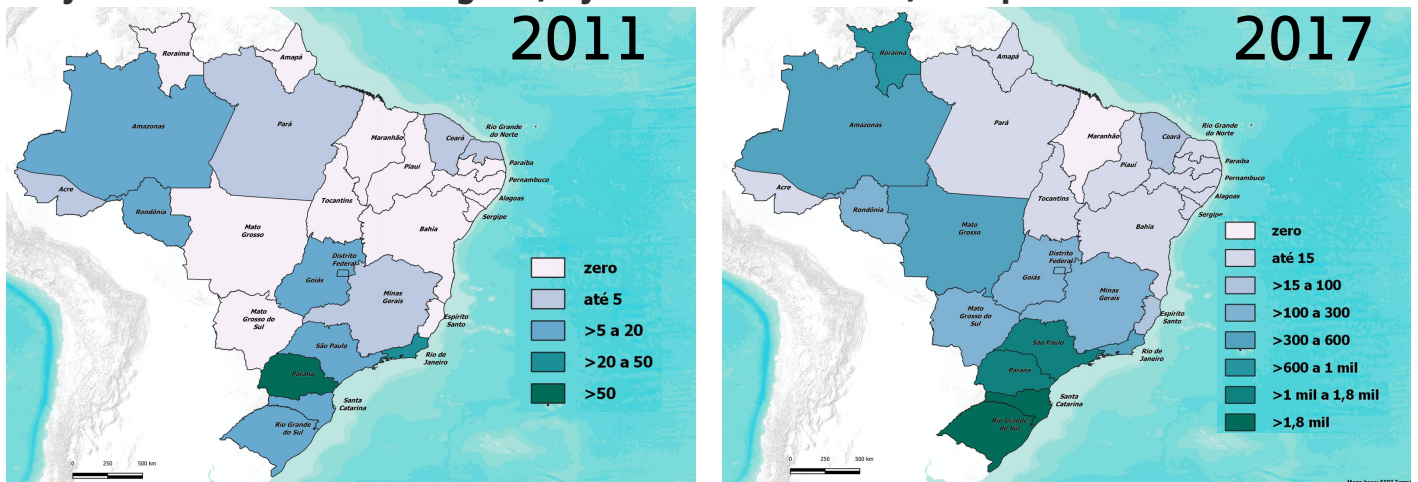 2011
Roraima
Amapá
Amazonas
Pará
Maranhão
Ceará
Rio Grande
do Norte
Piauí
Paraíba
Pernambuco
Acre
Alagoas
Rondônia
Tocantins
Sergipe
Mato
Grosso
Bahia
Distrito
Federal
Goiás
Minas
Gerais
Mato
Grosso do
Sul
Espírito
Santo
São Paulo
Rio de
Janeiro
Paraná
Santa
Catarina
Rio Grande
do Sul
zero
até 5
>5 a 20
>20 a 50
>50
0 250 500 km
2017
Roraima
Amapá
Amazonas
Pará
Maranhão
Ceará
Rio Grande
do Norte
Piauí
Paraíba
Pernambuco
Acre
Alagoas
Rondônia
Tocantins
Sergipe
Mato
Grosso
Bahia
Distrito
Federal
Goiás
Minas
Gerais
Mato
Grosso do
Sul
Espírito
Santo
São Paulo
Rio de
Janeiro
Paraná
Santa
Catarina
Rio Grande
do Sul
zero
até 15
>15 a 100
>100 a 300
>300 a 600
>600 a 1 mil
>1 mil a 1,8 mil
>1,8 mil
0 250 500 km